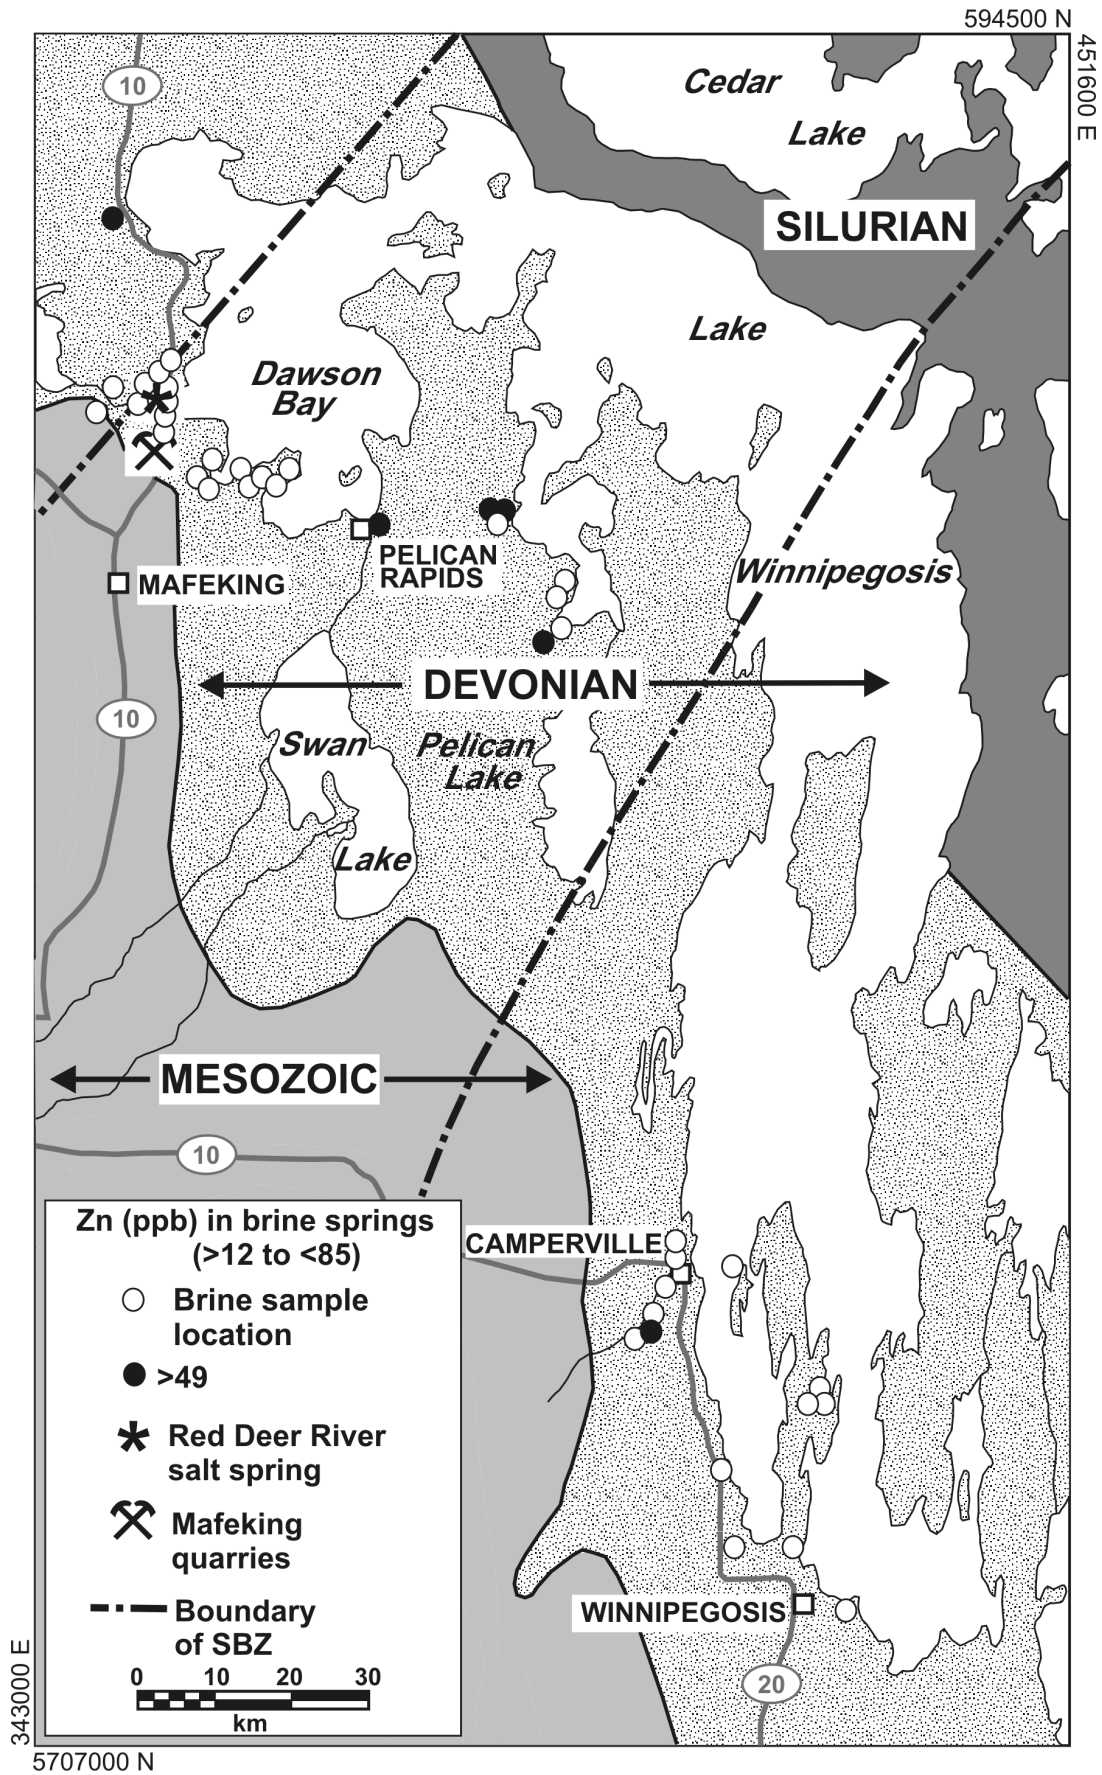 594500 N
451600 E
10
Cedar
Lake
SILURIAN
Lake
Dawson
Bay
PELICAN
RAPIDS
MAFEKING
Winnipegosis
DEVONIAN
10
Swan
Pelican
Lake
Lake
MESOZOIC
10
Zn (ppb) in brine springs
(>12 to <85)
CAMPERVILLE
Brine sample
location
>49
Red Deer River
salt spring
Mafeking
quarries
Boundary
of SBZ
WINNIPEGOSIS
0 10 20 30
km
20
343000 E
5707000 N